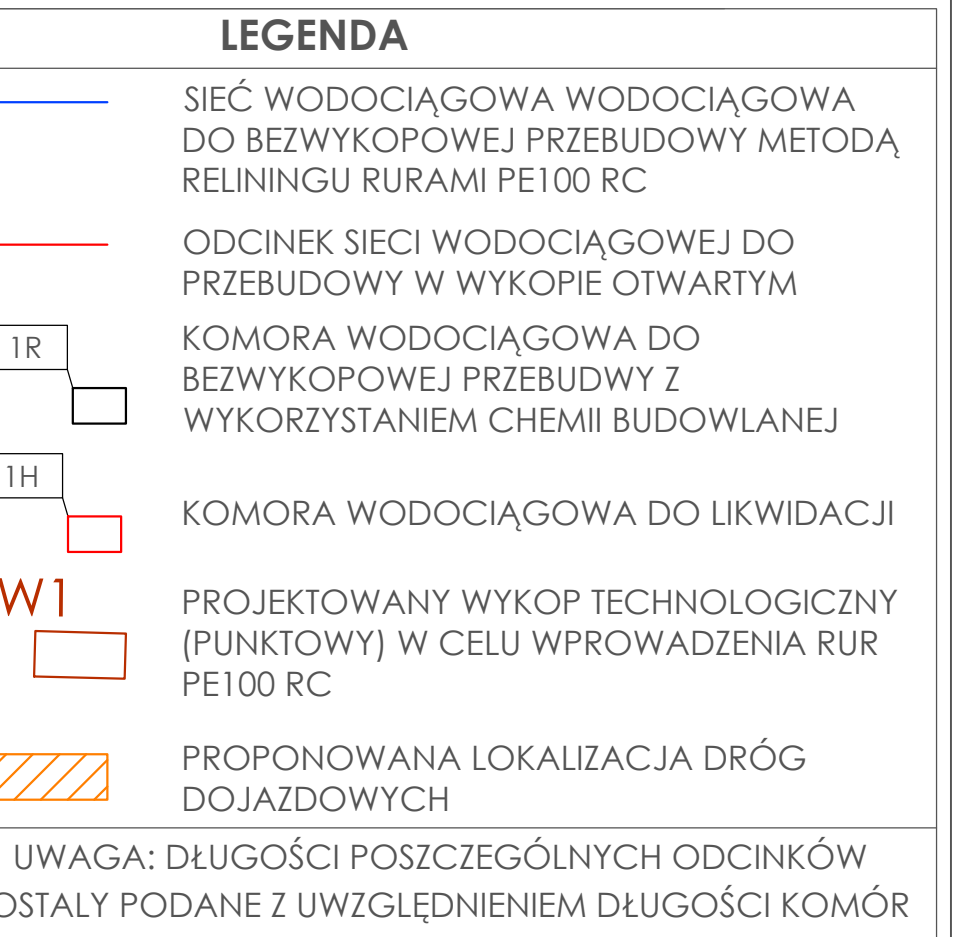 LEGENDA
SIEĆ WODOCIĄGOWA WODOCIĄGOWA
DO BEZWYKOPOWEJ PRZEBUDOWY METODĄ
RELININGU RURAMI PE100 RC
ODCINEK SIECI WODOCIĄGOWEJ DO
PRZEBUDOWY W WYKOPIE OTWARTYM
1R
KOMORA WODOCIĄGOWA DO
BEZWYKOPOWEJ PRZEBUDWY Z
WYKORZYSTANIEM CHEMII BUDOWLANEJ
1H
KOMORA WODOCIĄGOWA DO LIKWIDACJI
W1
PROJEKTOWANY WYKOP TECHNOLOGICZNY
(PUNKTOWY) W CELU WPROWADZENIA RUR
PE100 RC
PROPONOWANA LOKALIZACJA DRÓG
DOJAZDOWYCH
UWAGA: DŁUGOŚCI POSZCZEGÓLNYCH ODCINKÓW
OSTALY PODANE Z UWZGLĘDNIENIEM DŁUGOŚCI KOMÓR